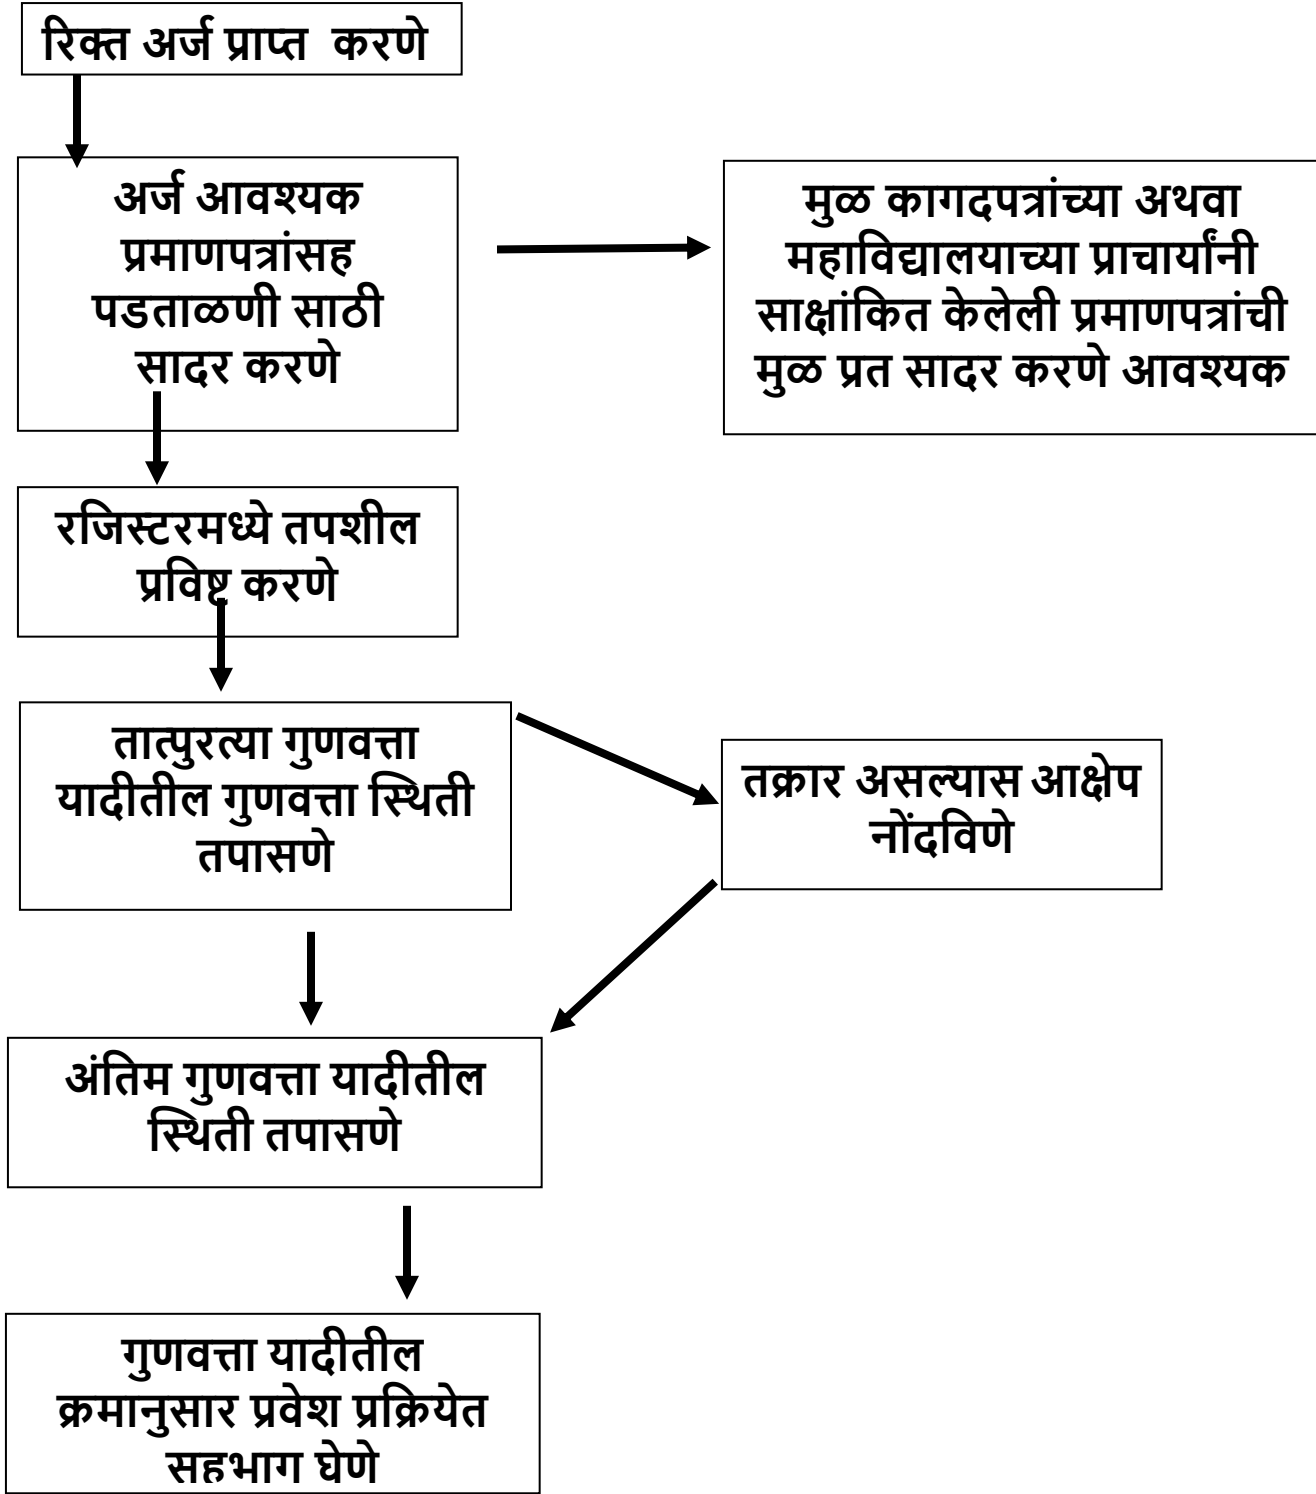 रिक्त अर्ज प्राप्त करणे
अर्ज आवश्यक
प्रमाणपत्रांसह
पडताळणी साठी
सादर करणे
मुळ कागदपत्रांच्या अथवा
महाविद्यालयाच्या प्राचार्यांनी
साक्षांकित केलेली प्रमाणपत्रांची
मुळ प्रत सादर करणे आवश्यक
रजिस्टरमध्ये तपशील
प्रविष्ट करणे
तात्पुरत्या गुणवत्ता
यादीतील गुणवत्ता स्थिती
तपासणे
तक्रार असल्यास आक्षेप
नोंदविणे
अंतिम गुणवत्ता यादीतील
स्थिती तपासणे
गुणवत्ता यादीतील
क्रमानुसार प्रवेश प्रक्रियेत
सहभाग घेणे